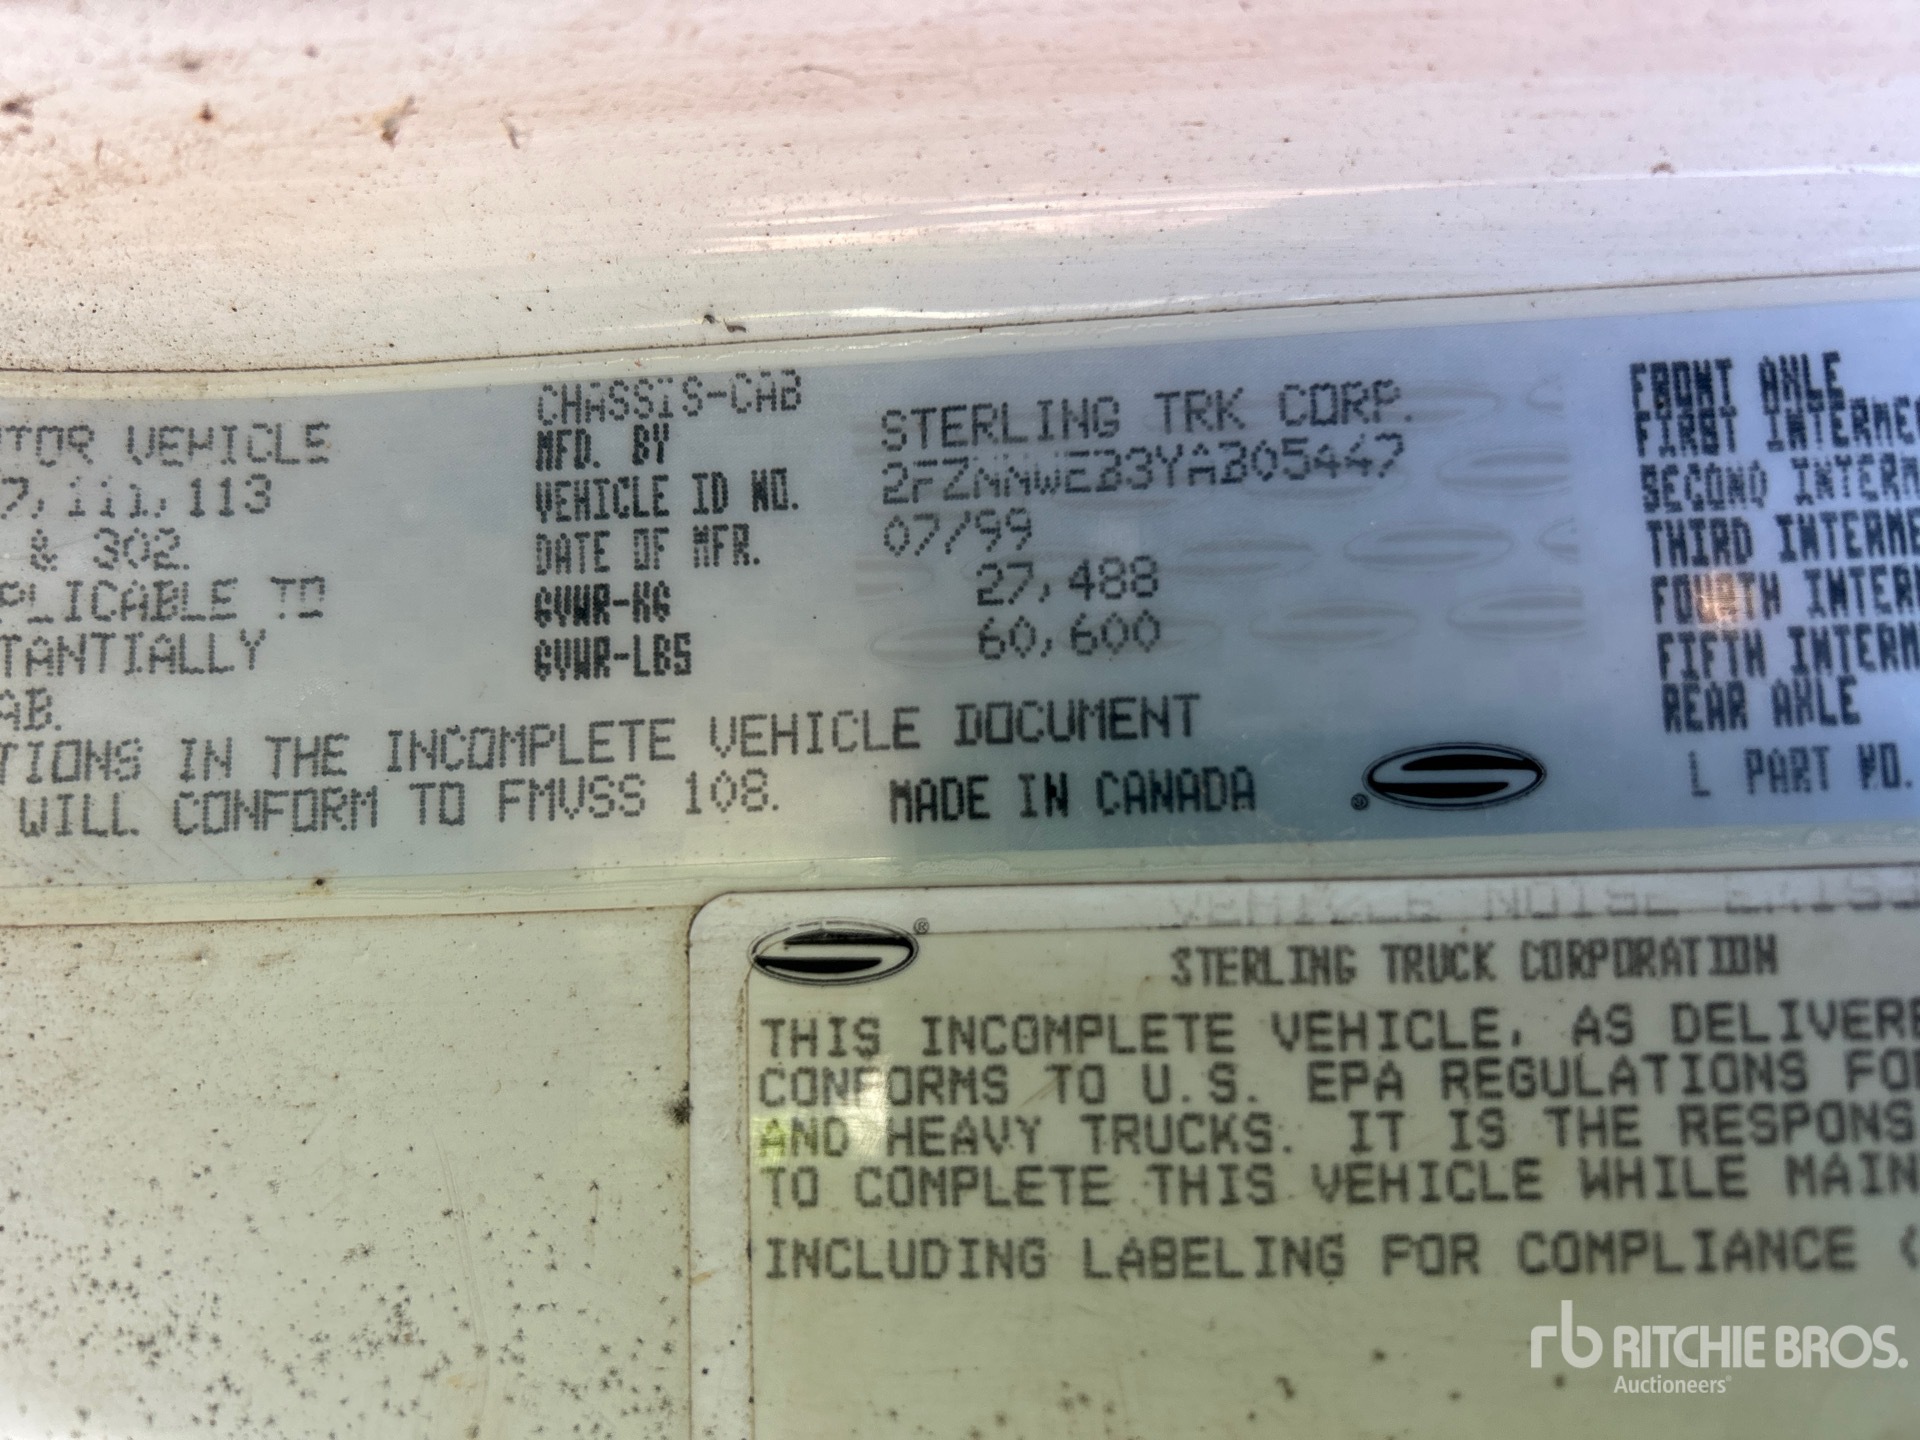 CHASSIS-CAB
MFD. BY STERLING TRK CORP.
VEHICLE ID NO. 2FZNNWEB3YAB05447
DATE OF MFR. 07/99
GVWR-KG 27,488
GVWR-LBS 60,600
TOR VEHICLE
7, 111, 113
& 302.
PLICABLE TO
TANTIALLY
AB.
TIONS IN THE INCOMPLETE VEHICLE DOCUMENT
WILL CONFORM TO FMVSS 108.
MADE IN CANADA
®
FRONT AXLE
FIRST INTERME
SECOND INTERM
THIRD INTERME
FOURTH INTERM
FIFTH INTERM
REAR AXLE
L PART NO.
VEHICLE NOISE EMISS
®
STERLING TRUCK CORPORATION
THIS INCOMPLETE VEHICLE, AS DELIVERE
CONFORMS TO U.S. EPA REGULATIONS FO
AND HEAVY TRUCKS. IT IS THE RESPONS
TO COMPLETE THIS VEHICLE WHILE MAIN
INCLUDING LABELING FOR COMPLIANCE (
rb RITCHIE BROS.
Auctioneers